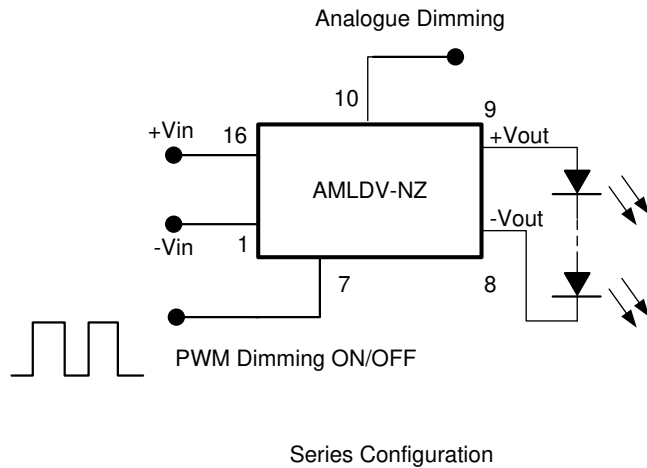 Analogue Dimming
10
9
+Vin
16
+Vout
AMLDV-NZ
-Vout
-Vin
1
7
8
PWM Dimming ON/OFF
Series Configuration